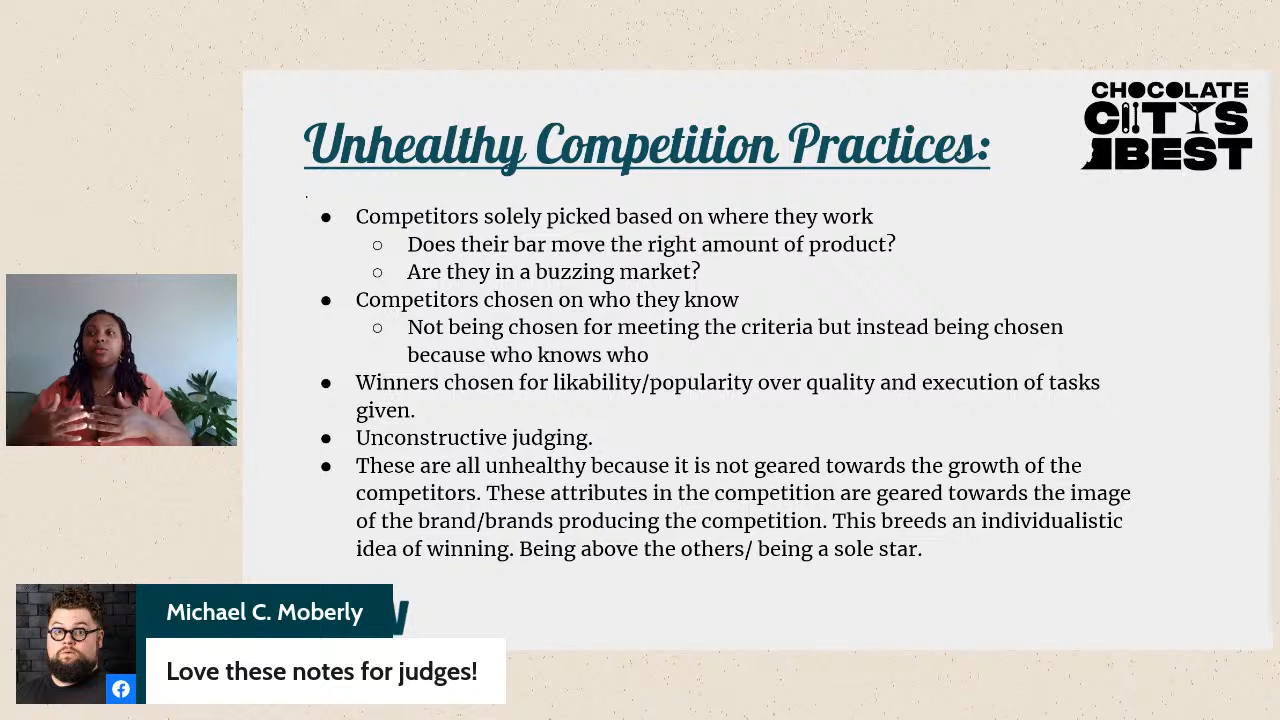 CHOCOLATE
CITY'S
BEST
Unhealthy Competition Practices:
● Competitors solely picked based on where they work
○ Does their bar move the right amount of product?
○ Are they in a buzzing market?
● Competitors chosen on who they know
○ Not being chosen for meeting the criteria but instead being chosen
because who knows who
● Winners chosen for likability/popularity over quality and execution of tasks
given.
● Unconstructive judging.
● These are all unhealthy because it is not geared towards the growth of the
competitors. These attributes in the competition are geared towards the image
of the brand/brands producing the competition. This breeds an individualistic
idea of winning. Being above the others/ being a sole star.
Michael C. Moberly
Love these notes for judges!